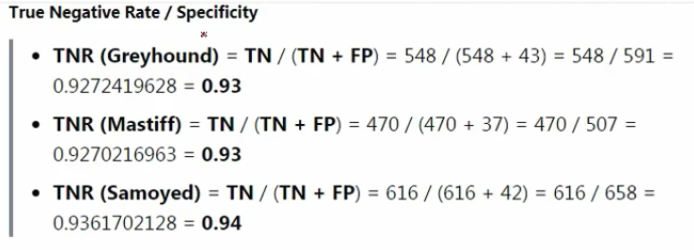 True Negative Rate / Specificity
• TNR (Greyhound) = TN / (TN + FP) = 548 / (548 + 43) = 548 / 591 =
0.9272419628 = 0.93
• TNR (Mastiff) = TN / (TN + FP) = 470 / (470 + 37) = 470 / 507 =
0.9270216963 = 0.93
• TNR (Samoyed) = TN / (TN + FP) = 616 / (616 + 42) = 616 / 658 =
0.9361702128 = 0.94